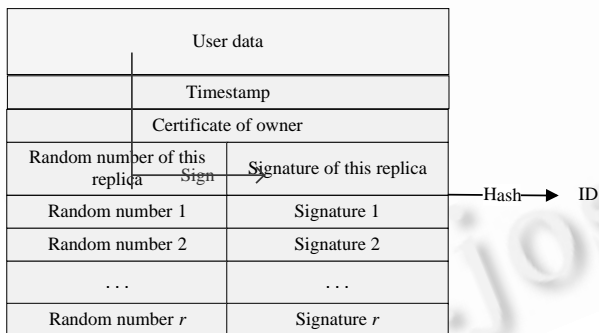 User data
Timestamp
Certificate of owner
Random number of this
replica
Sign
Signature of this replica
Hash
ID
Random number 1
Signature 1
Random number 2
Signature 2
. . .
. . .
Random number r
Signature r